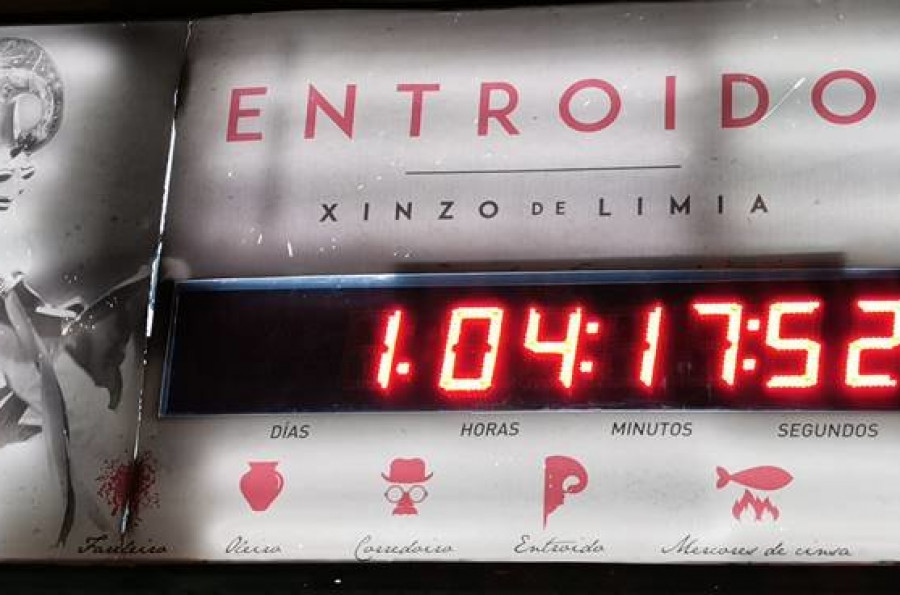 ENTROIDO
XINZO DE LIMIA
1.04:17:52
DÍAS HORAS MINUTOS SEGUNDOS
Fareleiro Oleiro Corredoiro Entroido Mércores de cinsa